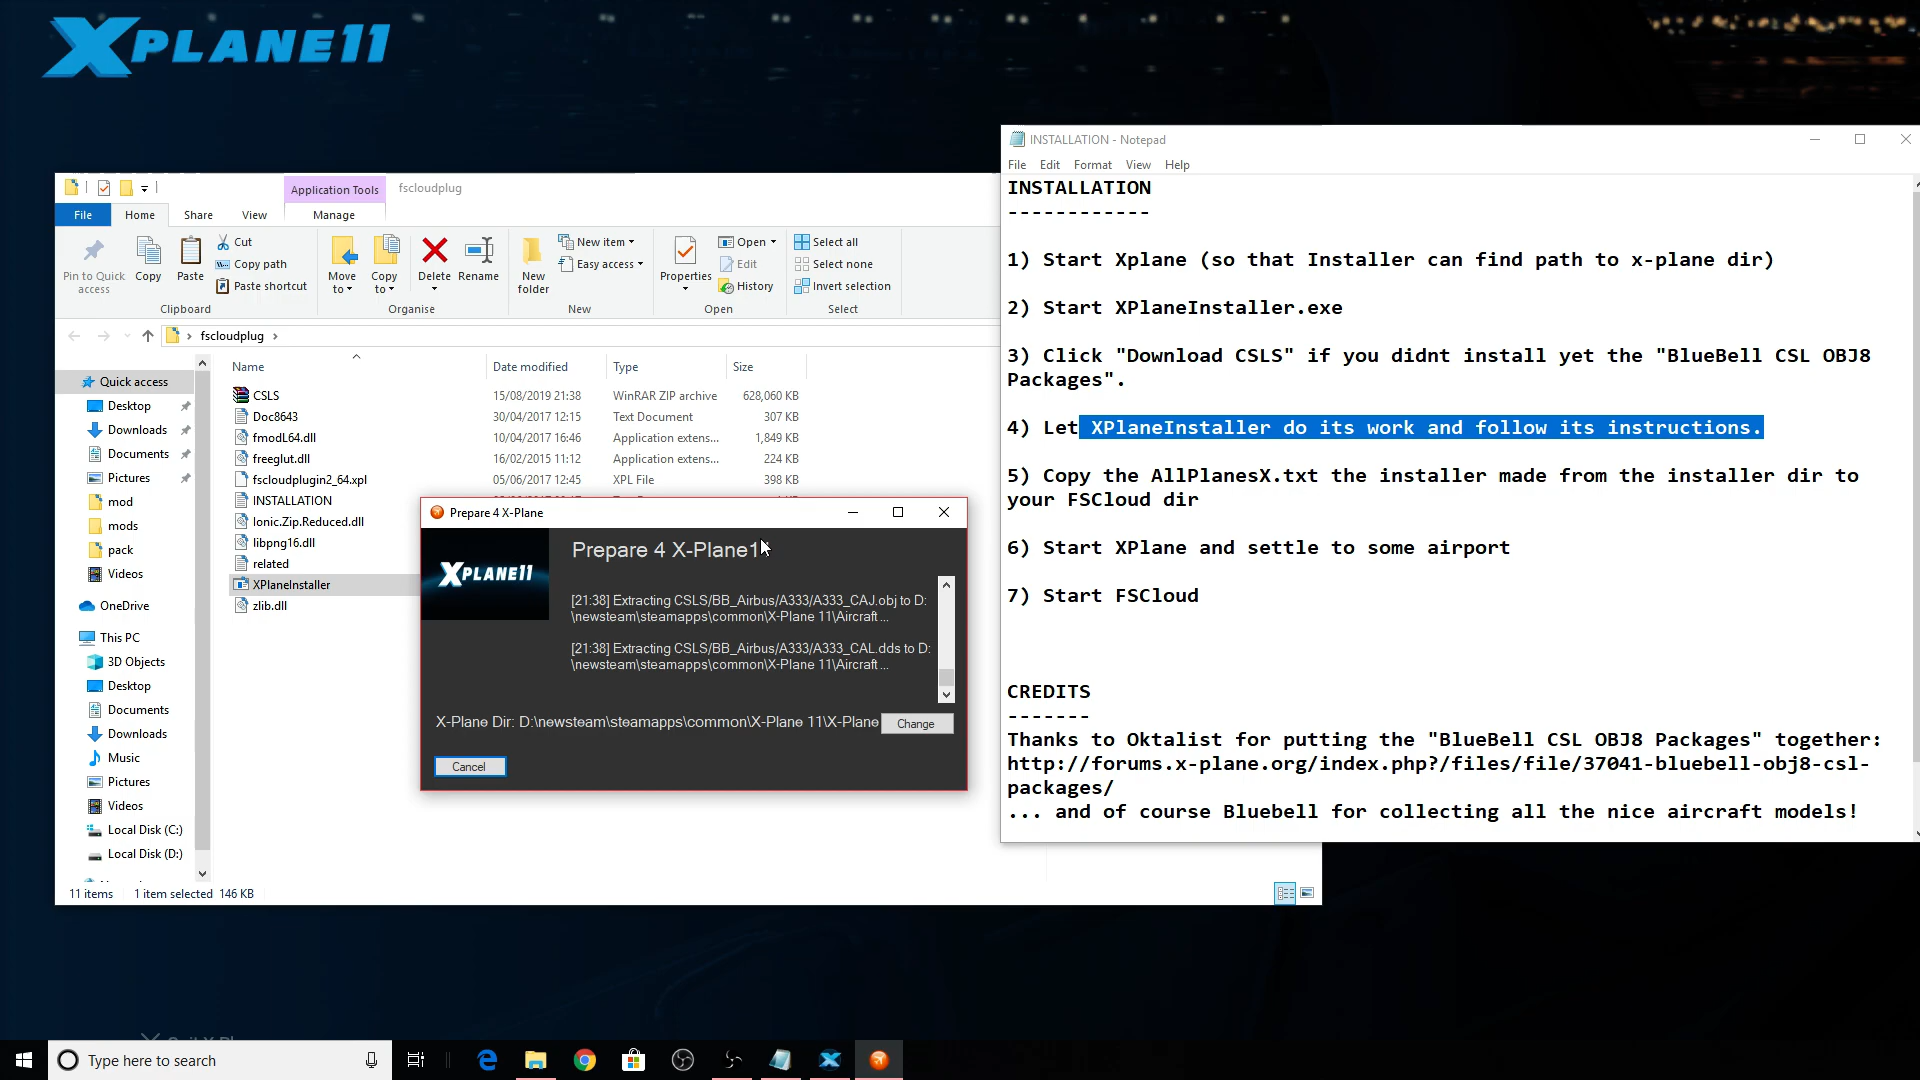 XPLANE11
Application Tools
fscloudplug
File
Home
Share
View
Manage
Pin to Quick access
Copy
Paste
Cut
Copy path
Paste shortcut
Clipboard
Move to
Copy to
Delete
Rename
Organise
New folder
New item
Easy access
New
Properties
Open
Edit
History
Open
Select all
Select none
Invert selection
Select
fscloudplug
Name
Date modified
Type
Size
Quick access
Desktop
Downloads
Documents
Pictures
mod
mods
pack
Videos
OneDrive
This PC
3D Objects
Desktop
Documents
Downloads
Music
Pictures
Videos
Local Disk (C:)
Local Disk (D:)
CSLS 15/08/2019 21:38 WinRAR ZIP archive 628,060 KB
Doc8643 30/04/2017 12:15 Text Document 307 KB
fmodL64.dll 10/04/2017 16:46 Application extens... 1,849 KB
freeglut.dll 16/02/2015 11:12 Application extens... 224 KB
fscloudplugin2_64.xpl 05/06/2017 12:45 XPL File 398 KB
INSTALLATION
Ionic.Zip.Reduced.dll
libpng16.dll
related
XPlaneInstaller
zlib.dll
11 items 1 item selected 146 KB
Prepare 4 X-Plane
XPLANE11
Prepare 4 X-Plane1
[21:38] Extracting CSLS/BB_Airbus/A333/A333_CAJ.obj to D:
\newsteam\steamapps\common\X-Plane 11\Aircraft ...
[21:38] Extracting CSLS/BB_Airbus/A333/A333_CAL.dds to D:
\newsteam\steamapps\common\X-Plane 11\Aircraft ...
X-Plane Dir: D:\newsteam\steamapps\common\X-Plane 11\X-Plane
Change
Cancel
INSTALLATION - Notepad
File Edit Format View Help
INSTALLATION
------------
1) Start Xplane (so that Installer can find path to x-plane dir)
2) Start XPlaneInstaller.exe
3) Click "Download CSLS" if you didnt install yet the "BlueBell CSL OBJ8
Packages".
4) Let XPlaneInstaller do its work and follow its instructions.
5) Copy the AllPlanesX.txt the installer made from the installer dir to
your FSCloud dir
6) Start XPlane and settle to some airport
7) Start FSCloud
CREDITS
-------
Thanks to Oktalist for putting the "BlueBell CSL OBJ8 Packages" together:
http://forums.x-plane.org/index.php?/files/file/37041-bluebell-obj8-csl-
packages/
... and of course Bluebell for collecting all the nice aircraft models!
Type here to search